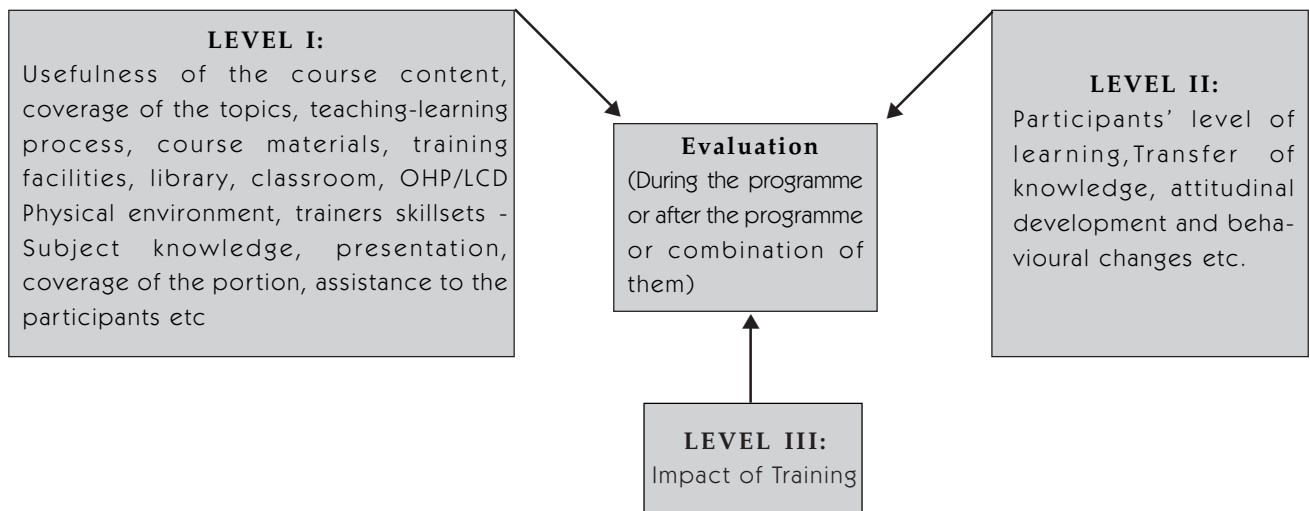 LEVEL I:
Usefulness of the course content,
coverage of the topics, teaching-learning
process, course materials, training
facilities, library, classroom, OHP/LCD
Physical environment, trainers skillsets -
Subject knowledge, presentation,
coverage of the portion, assistance to the
participants etc
Evaluation
(During the programme
or after the programme
or combination of
them)
LEVEL II:
Participants’ level of
learning,Transfer of
knowledge, attitudinal
development and beha-
vioural changes etc.
LEVEL III:
Impact of Training